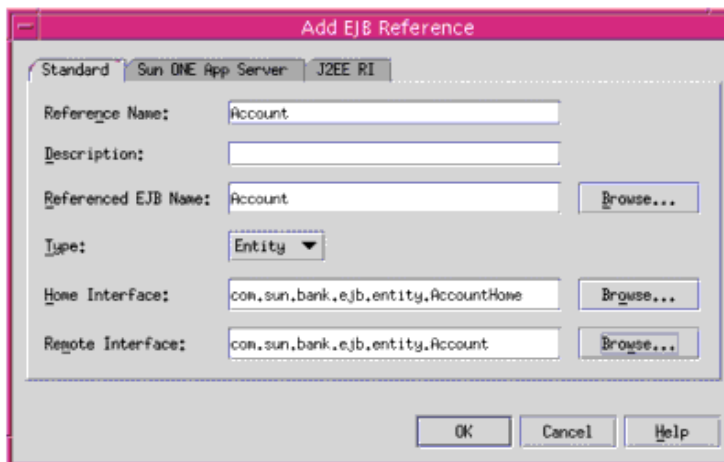 Add EJB Reference
Standard Sun ONE App Server J2EE RI
Reference Name: Account
Description:
Referenced EJB Name: Account Browse...
Type: Entity
Home Interface: com.sun.bank.ejb.entity.AccountHome Browse...
Remote Interface: com.sun.bank.ejb.entity.Account Browse...
OK Cancel Help